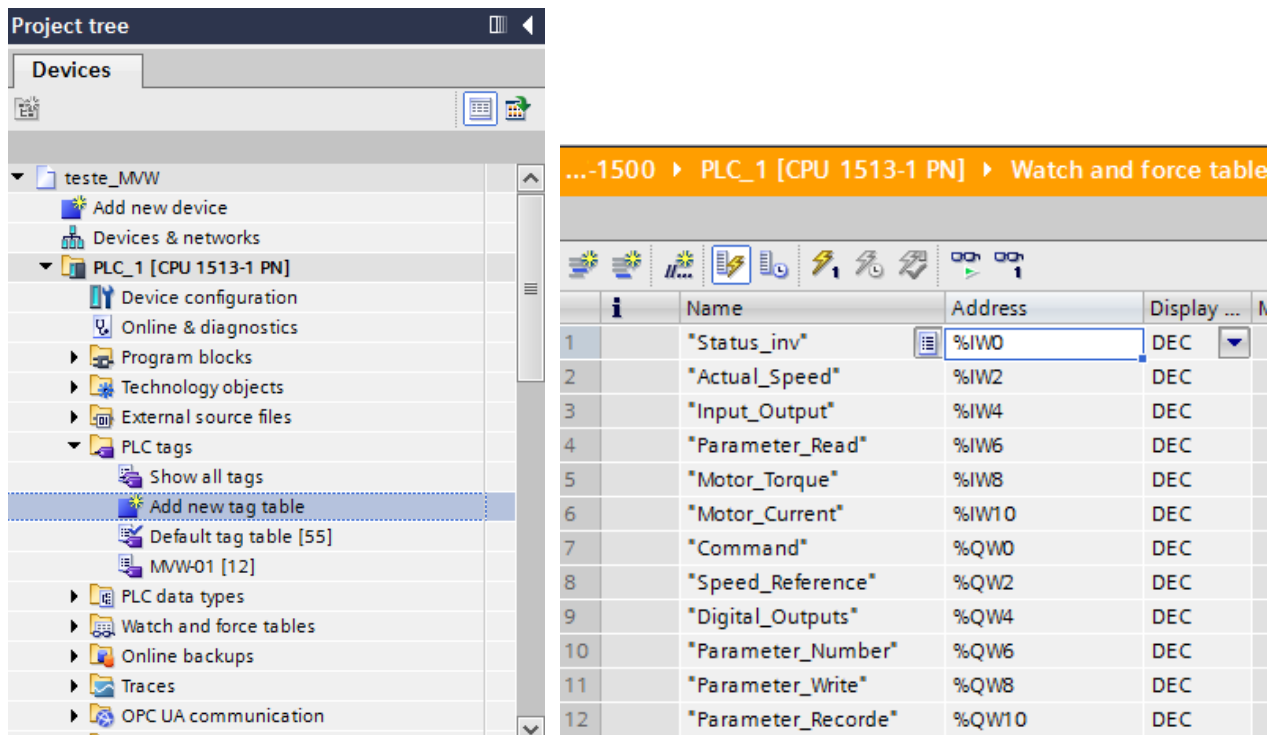 Project tree
Devices
teste_MVW
Add new device
Devices & networks
PLC_1 [CPU 1513-1 PN]
Device configuration
Online & diagnostics
Program blocks
Technology objects
External source files
PLC tags
Show all tags
Add new tag table
Default tag table [55]
MVW-01 [12]
PLC data types
Watch and force tables
Online backups
Traces
OPC UA communication
...-1500 PLC_1 [CPU 1513-1 PN] Watch and force table
i Name Address Display ...
1 "Status_inv" %IW0 DEC
2 "Actual_Speed" %IW2 DEC
3 "Input_Output" %IW4 DEC
4 "Parameter_Read" %IW6 DEC
5 "Motor_Torque" %IW8 DEC
6 "Motor_Current" %IW10 DEC
7 "Command" %QW0 DEC
8 "Speed_Reference" %QW2 DEC
9 "Digital_Outputs" %QW4 DEC
10 "Parameter_Number" %QW6 DEC
11 "Parameter_Write" %QW8 DEC
12 "Parameter_Recorde" %QW10 DEC